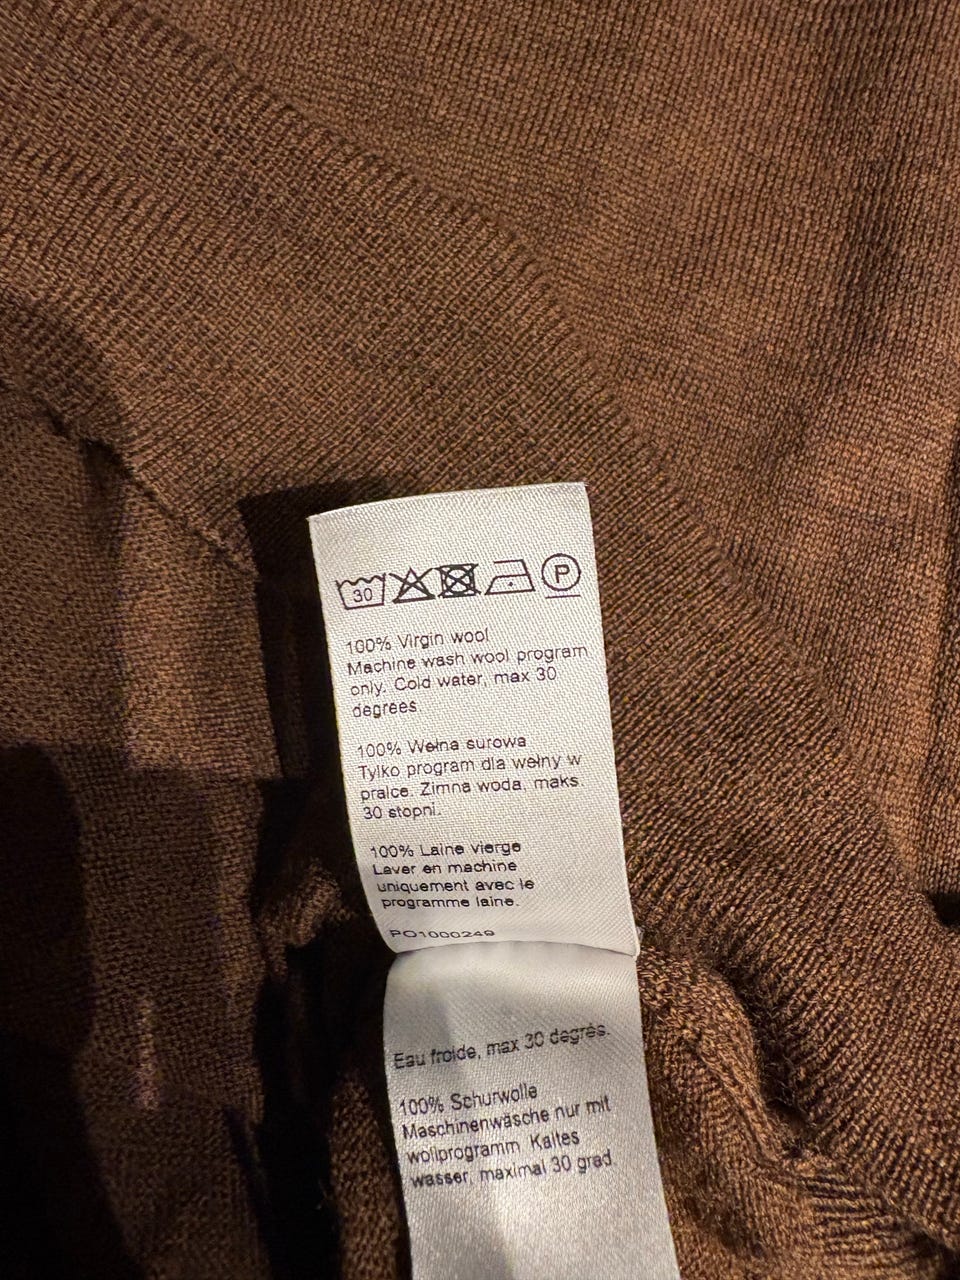 30 P
100% Virgin wool
Machine wash wool program
only. Cold water, max 30
degrees.
100% Wełna surowa
Tylko program dla wełny w
pralce. Zimna woda, maks.
30 stopni.
100% Laine vierge
Laver en machine
uniquement avec le
programme laine.
PO1000249
Eau froide, max 30 degrés.
100% Schurwolle
Maschinenwäsche nur mit
wollprogramm. Kaltes
wasser, maximal 30 grad.